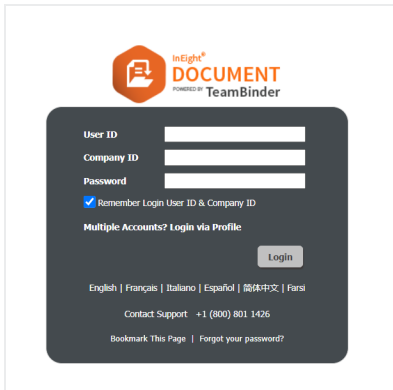 InEight®
DOCUMENT
POWERED BY TeamBinder
User ID
Company ID
Password
Remember Login User ID & Company ID
Multiple Accounts? Login via Profile
Login
English | Français | Italiano | Español | 简体中文 | Farsi
Contact Support +1 (800) 801 1426
Bookmark This Page | Forgot your password?